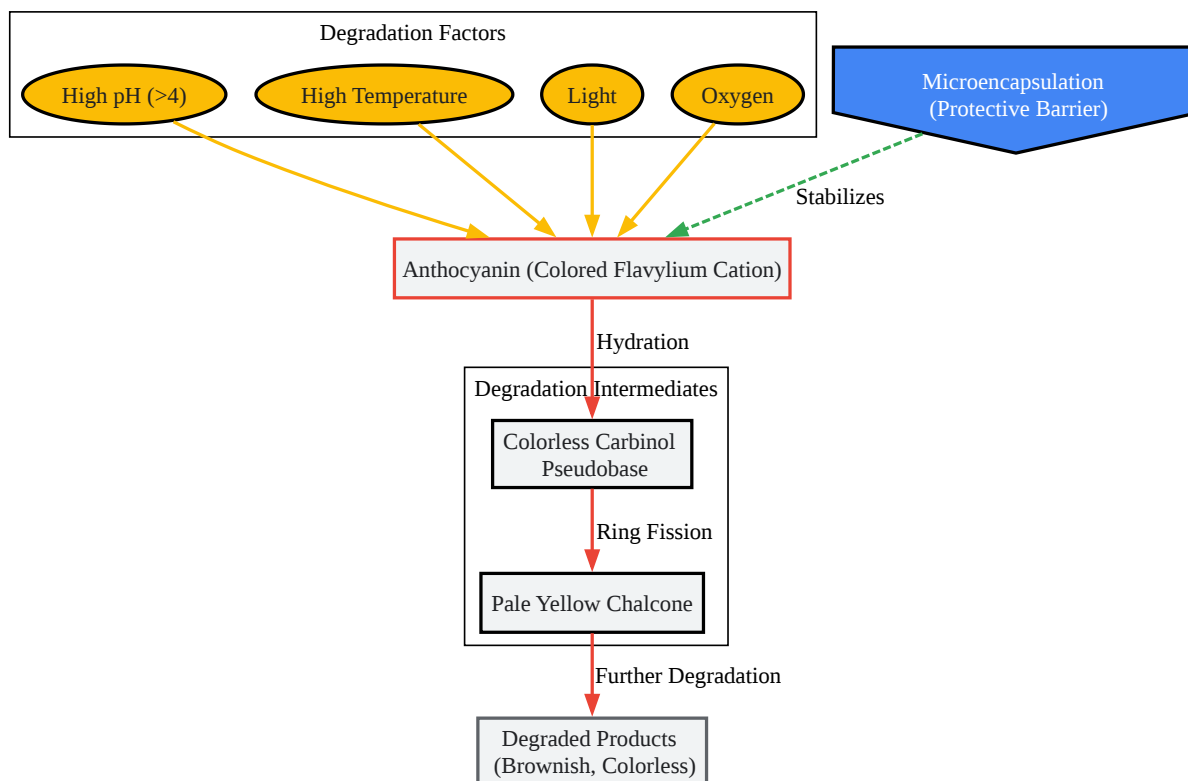 Degradation Factors
High pH (>4)
High Temperature
Light
Oxygen
Microencapsulation
(Protective Barrier)
Stabilizes
Anthocyanin (Colored Flavylium Cation)
Hydration
Degradation Intermediates
Colorless Carbinol
Pseudobase
Ring Fission
Pale Yellow Chalcone
Further Degradation
Degraded Products
(Brownish, Colorless)